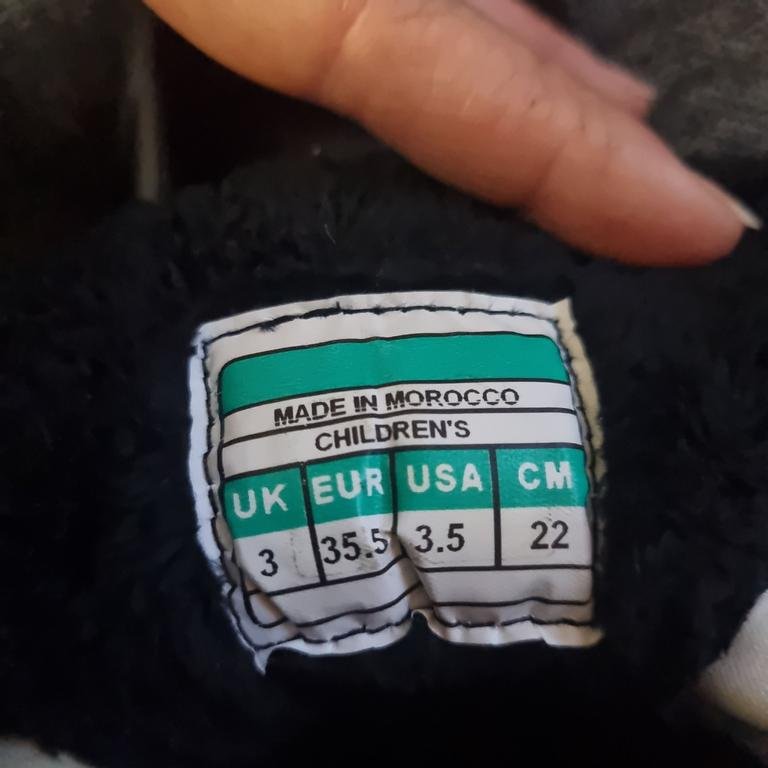 MADE IN MOROCCO
CHILDREN'S
UK EUR USA CM
3 35.5 3.5 22